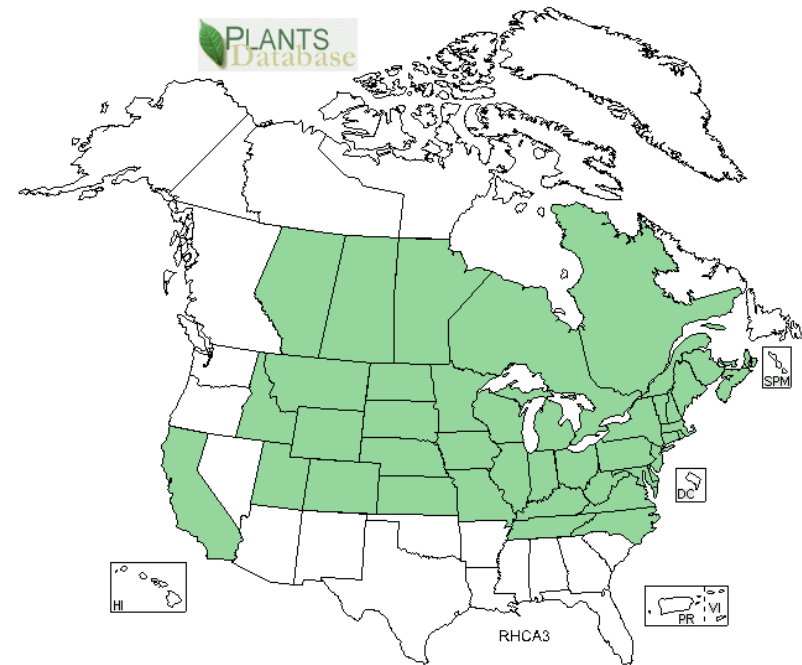 PLANTS
Database
SPM
DC
HI
PR
VI
RHCA3